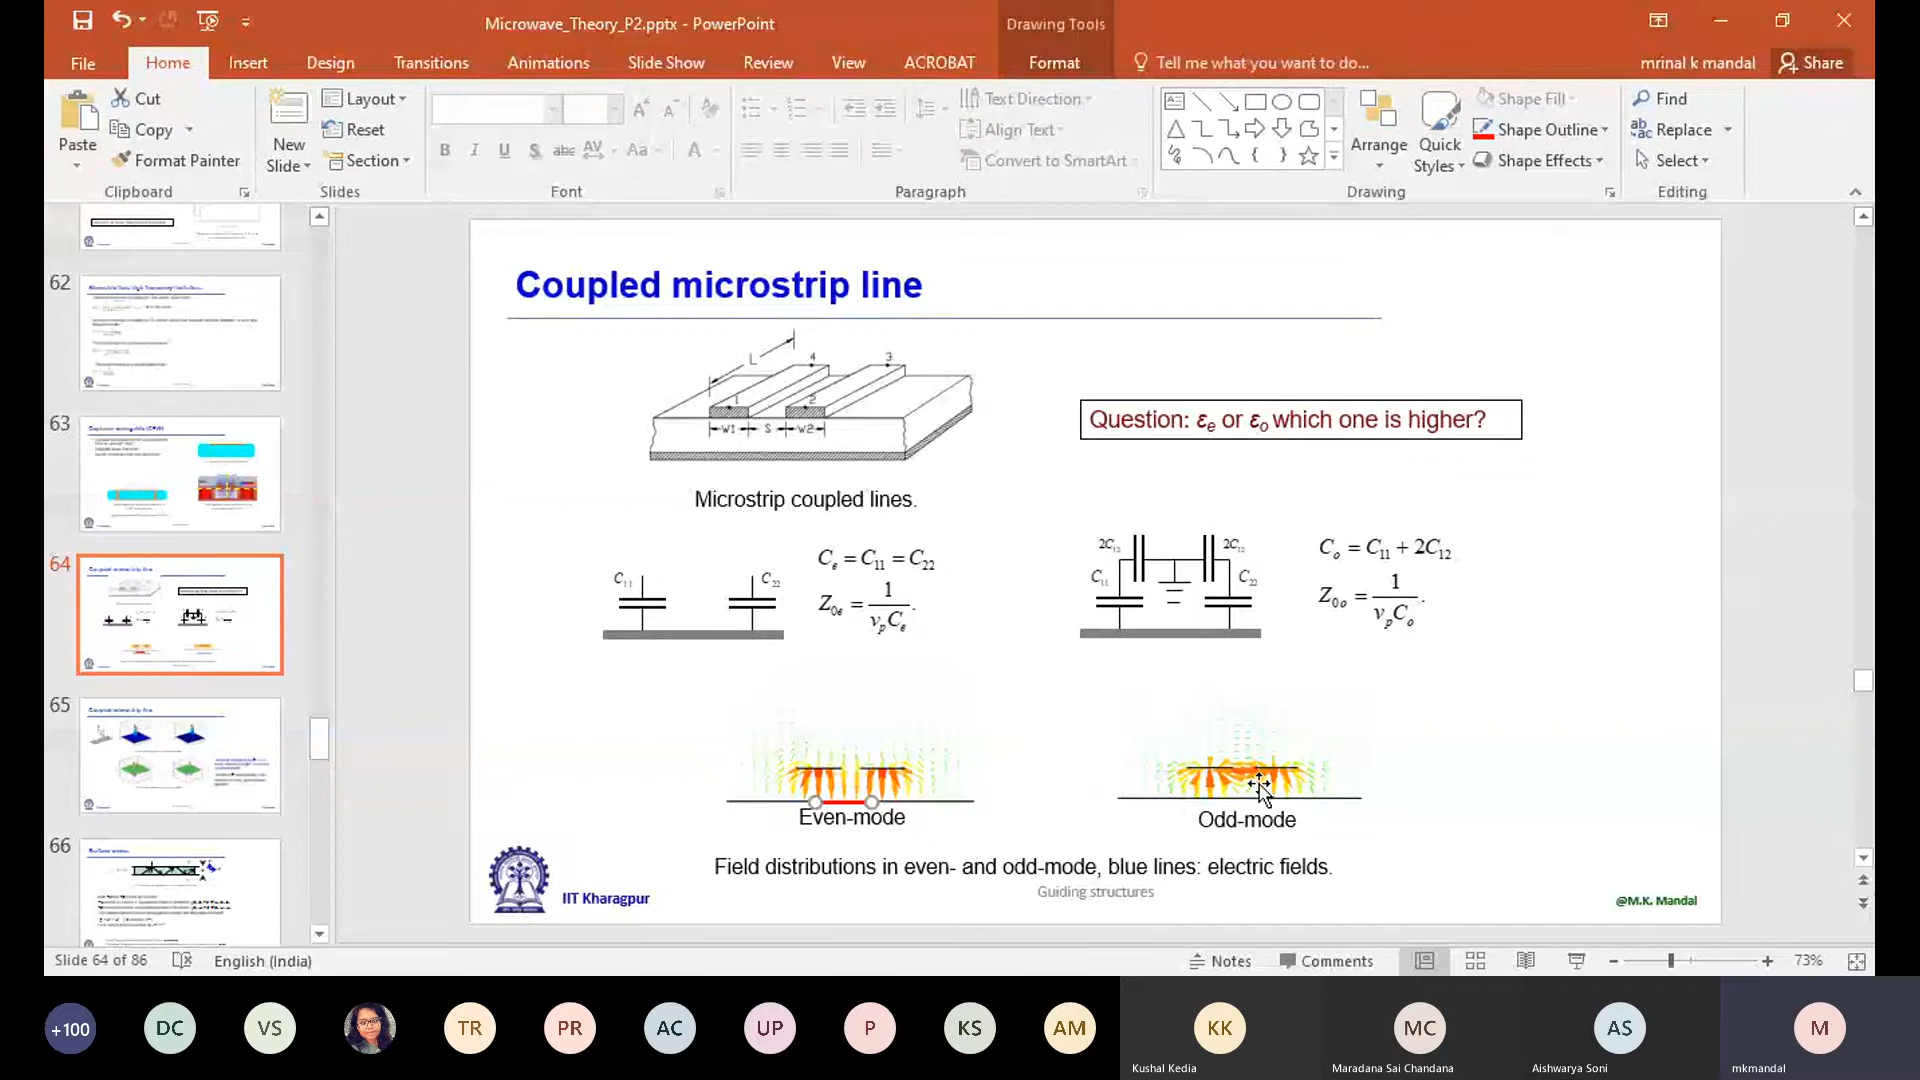 Microwave_Theory_P2.pptx - PowerPoint
Drawing Tools
File
Home
Insert
Design
Transitions
Animations
Slide Show
Review
View
ACROBAT
Format
Tell me what you want to do...
mrinal k mandal
Share
Paste
Cut
Copy
Format Painter
Clipboard
New Slide
Layout
Reset
Section
Slides
B I U S abc AV Aa A
Font
Text Direction
Align Text
Convert to SmartArt
Paragraph
Arrange
Quick Styles
Shape Fill
Shape Outline
Shape Effects
Drawing
Find
Replace
Select
Editing
62
63
64
65
66
Coupled microstrip line
L
4
3
1
2
W1
S
W2
Microstrip coupled lines.
Question: εe or εo which one is higher?
C11
C22
Ce = C11 = C22
Z0e = 1/vpCe.
2C12
2C12
C11
C22
Co = C11 + 2C12
Z0o = 1/vpCo.
Even-mode
Odd-mode
Field distributions in even- and odd-mode, blue lines: electric fields.
IIT Kharagpur
Guiding structures
@M.K. Mandal
Slide 64 of 86
English (India)
Notes
Comments
73%
+100
DC
VS
TR
PR
AC
UP
P
KS
AM
KK
Kushal Kedia
MC
Maradana Sai Chandana
AS
Aishwarya Soni
M
mkmandal